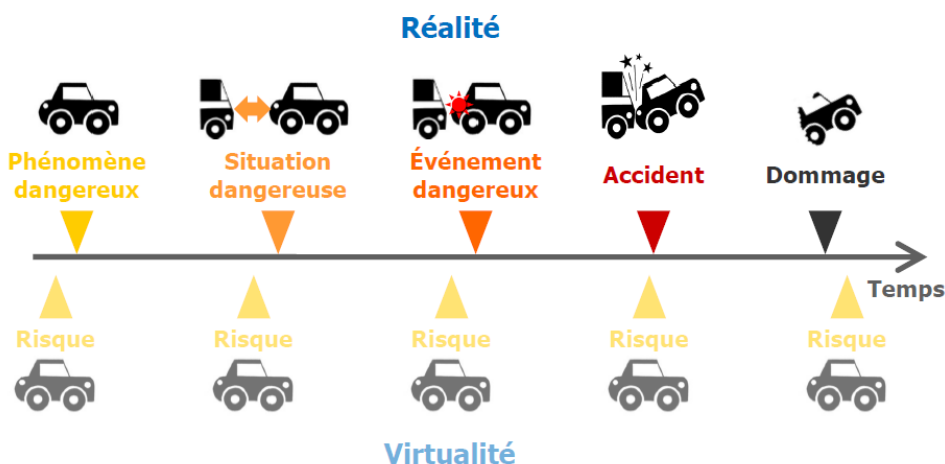 Réalité
Phénomène
dangereux
Situation
dangereuse
Événement
dangereux
Accident
Dommage
Temps
Risque
Risque
Risque
Risque
Risque
Virtualité